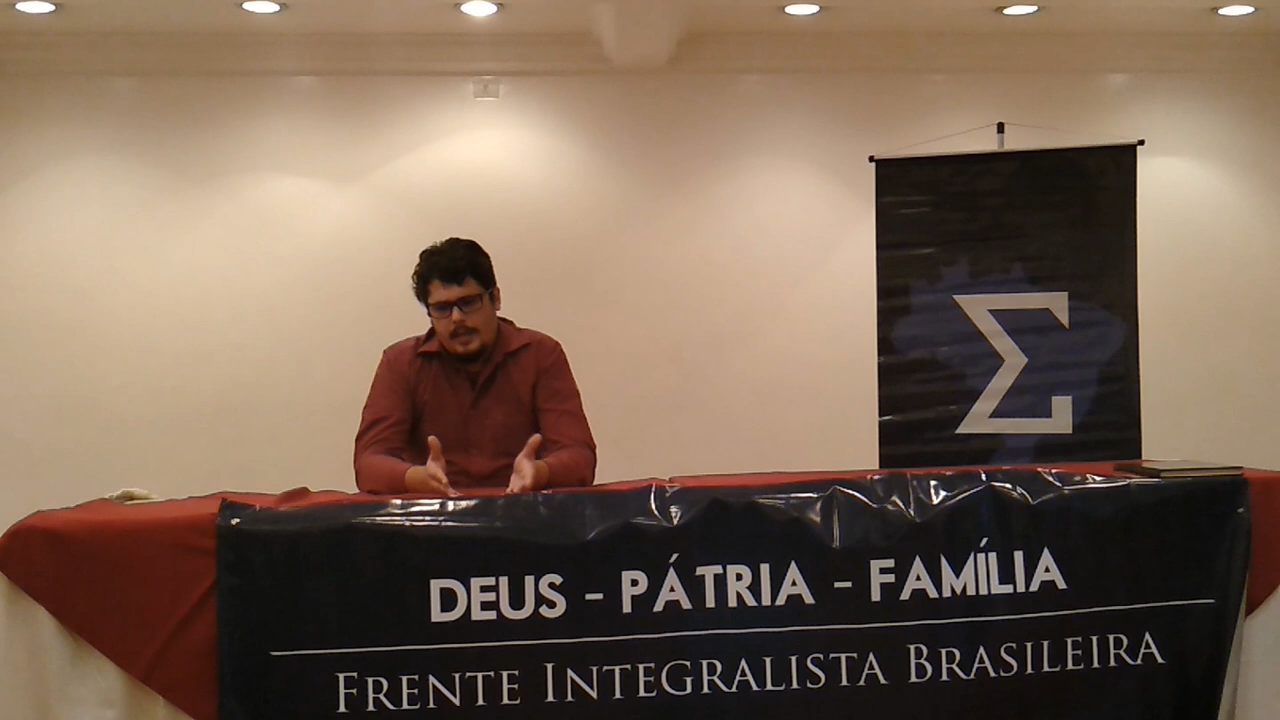 Σ
DEUS - PÁTRIA - FAMÍLIA
FRENTE INTEGRALISTA BRASILEIRA